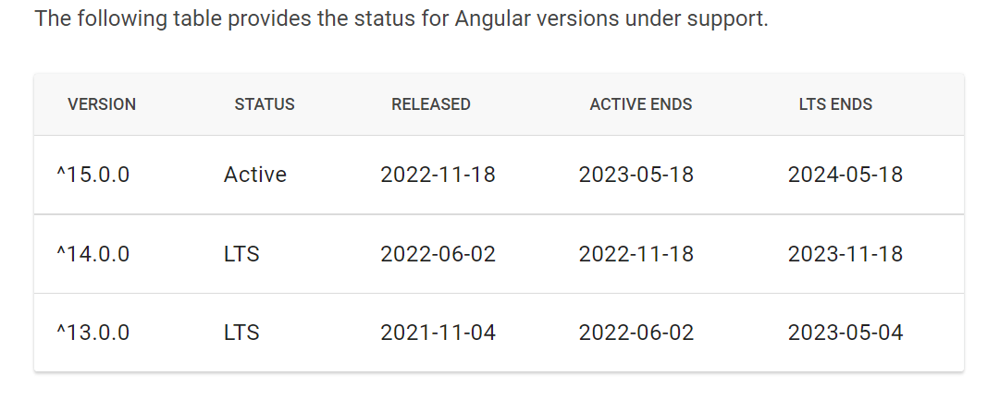 The following table provides the status for Angular versions under support.
VERSION STATUS RELEASED ACTIVE ENDS LTS ENDS
^15.0.0 Active 2022-11-18 2023-05-18 2024-05-18
^14.0.0 LTS 2022-06-02 2022-11-18 2023-11-18
^13.0.0 LTS 2021-11-04 2022-06-02 2023-05-04